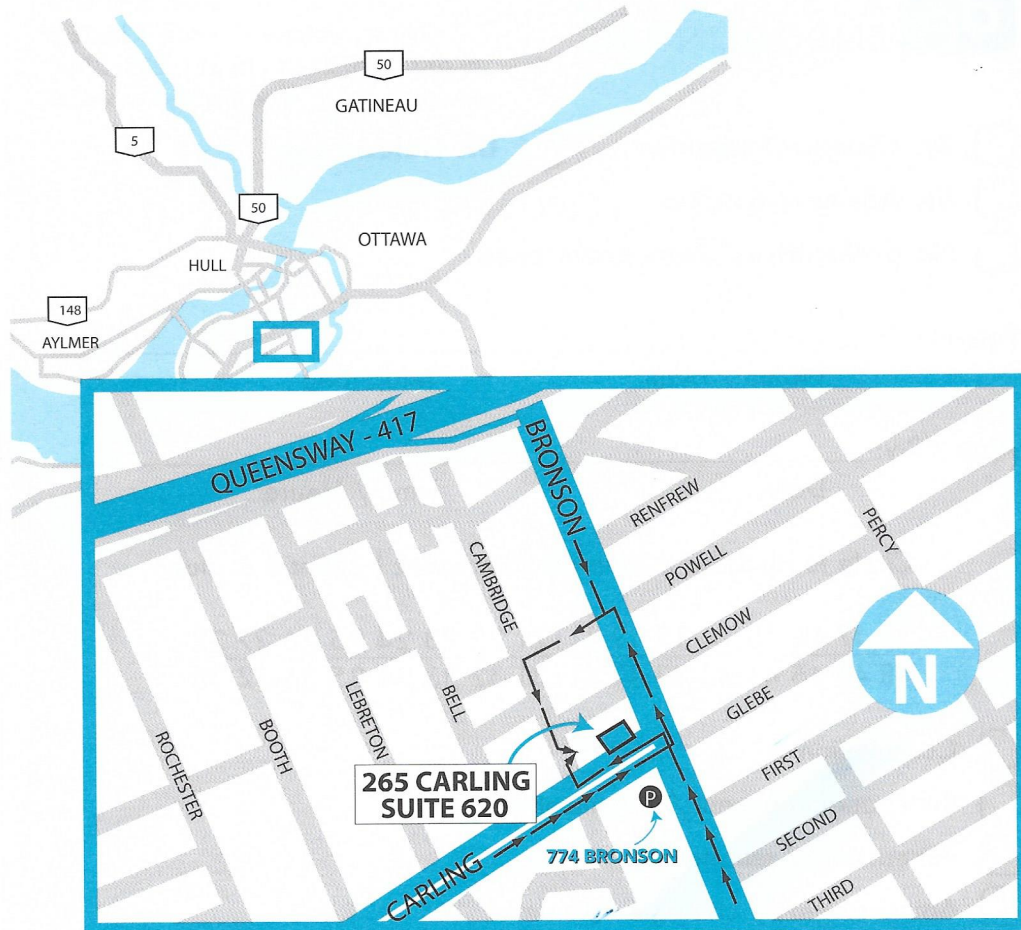 50
GATINEAU
5
50
OTTAWA
HULL
148
AYLMER
QUEENSWAY - 417
BRONSON
RENFREW
PERCY
POWELL
CAMBRIDGE
CLEMOW
N
GLEBE
BELL
LEBRETON
BOOTH
ROCHESTER
FIRST
265 CARLING
SUITE 620
P
SECOND
774 BRONSON
CARLING
THIRD